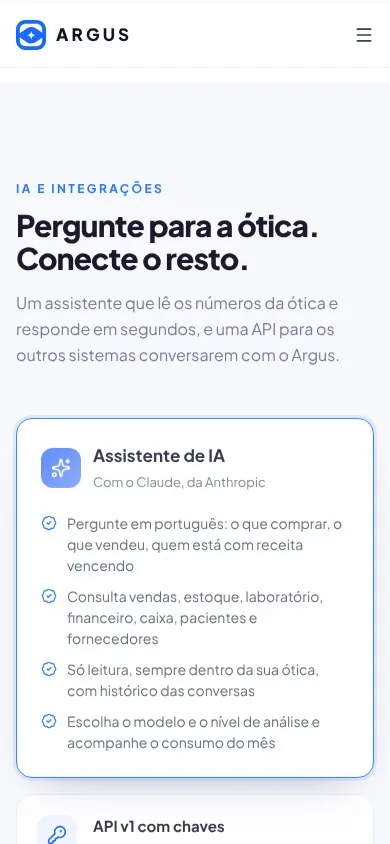 ARGUS
IA E INTEGRAÇÕES
Pergunte para a ótica.
Conecte o resto.
Um assistente que lê os números da ótica e
responde em segundos, e uma API para os
outros sistemas conversarem com o Argus.
Assistente de IA
Com o Claude, da Anthropic
Pergunte em português: o que comprar, o
que vendeu, quem está com receita
vencendo
Consulta vendas, estoque, laboratório,
financeiro, caixa, pacientes e
fornecedores
Só leitura, sempre dentro da sua ótica,
com histórico das conversas
Escolha o modelo e o nível de análise e
acompanhe o consumo do mês
API v1 com chaves